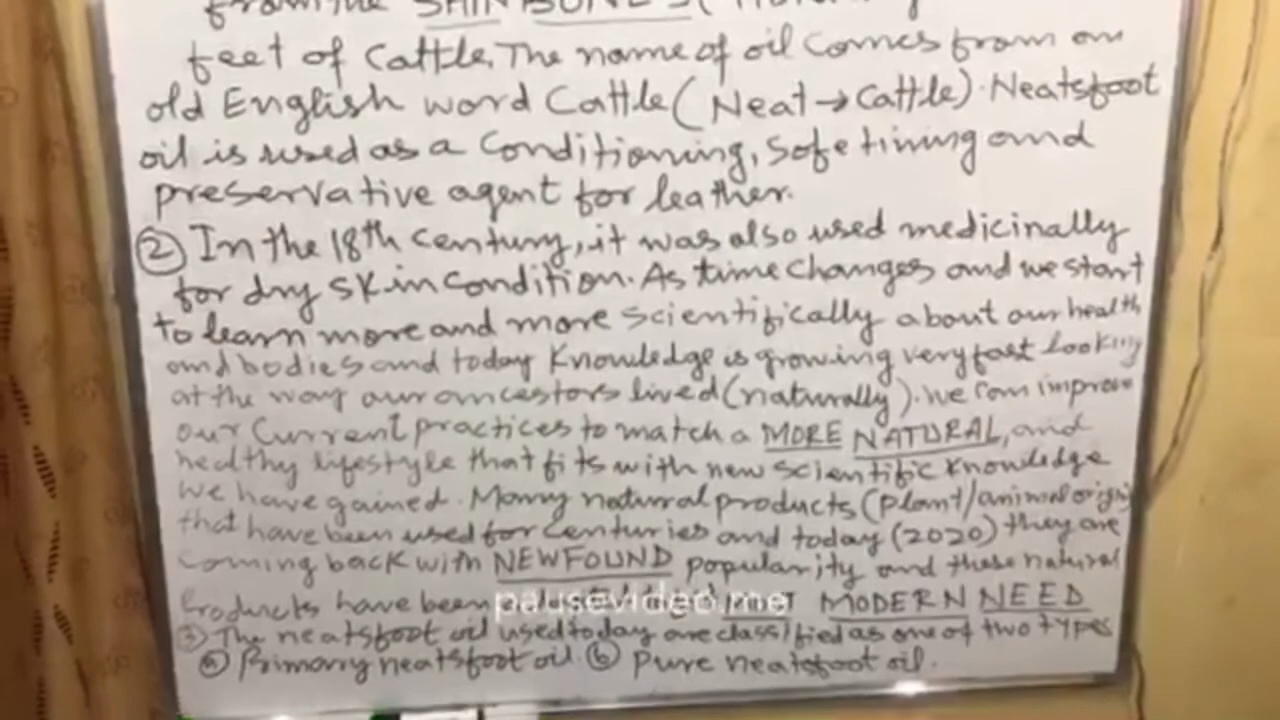 from the SHIN BONES (
feet of Cattle. The name of oil Comes from an
old English word Cattle (Neat → Cattle). Neatsfoot
oil is used as a Conditioning, Sofetining and
preservative agent for leather.
② In the 18th Century, it was also used medicinally
for dry skin Condition. As time changes and we start
to learn more and more scientifically about our health
and bodies and today Knowledge is growing very fast Looking
at the way our ancestors lived (naturally). We can improve
our Current practices to match a MORE NATURAL, and
healthy lifestyle that fits with new scientific Knowledge
We have gained. Many natural products (plant/animal origin)
that have been used for Centuries and today (2020) they are
Coming back with NEWFOUND popularity and these natural
Products have been MODERN NEED
pausevideo.me
③ The neatsfoot oil used today are classified as one of two types
ⓐ Primary neatsfoot oil. ⓑ Pure neatsfoot oil.